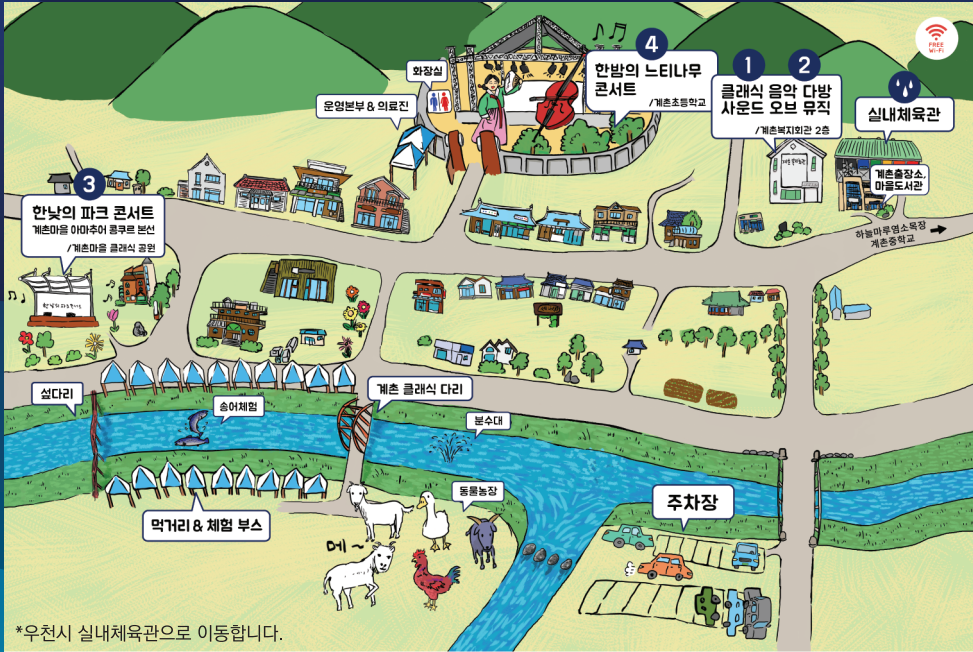 FREE
Wi-Fi
4
한밤의 느티나무
콘서트
/계촌초등학교
1
2
클래식 음악 다방
사운드 오브 뮤직
/계촌복지회관 2층
실내체육관
화장실
운영본부 & 의료진
계촌출장소,
마을도서관
3
한낮의 파크 콘서트
계촌마을 아마추어 콩쿠르 본선
/계촌마을 클래식 공원
하늘마루염소목장
계촌중학교
한낮의 파크콘서트
섶다리
송어체험
계촌 클래식 다리
분수대
먹거리 & 체험 부스
동물농장
주차장
메~
*우천시 실내체육관으로 이동합니다.